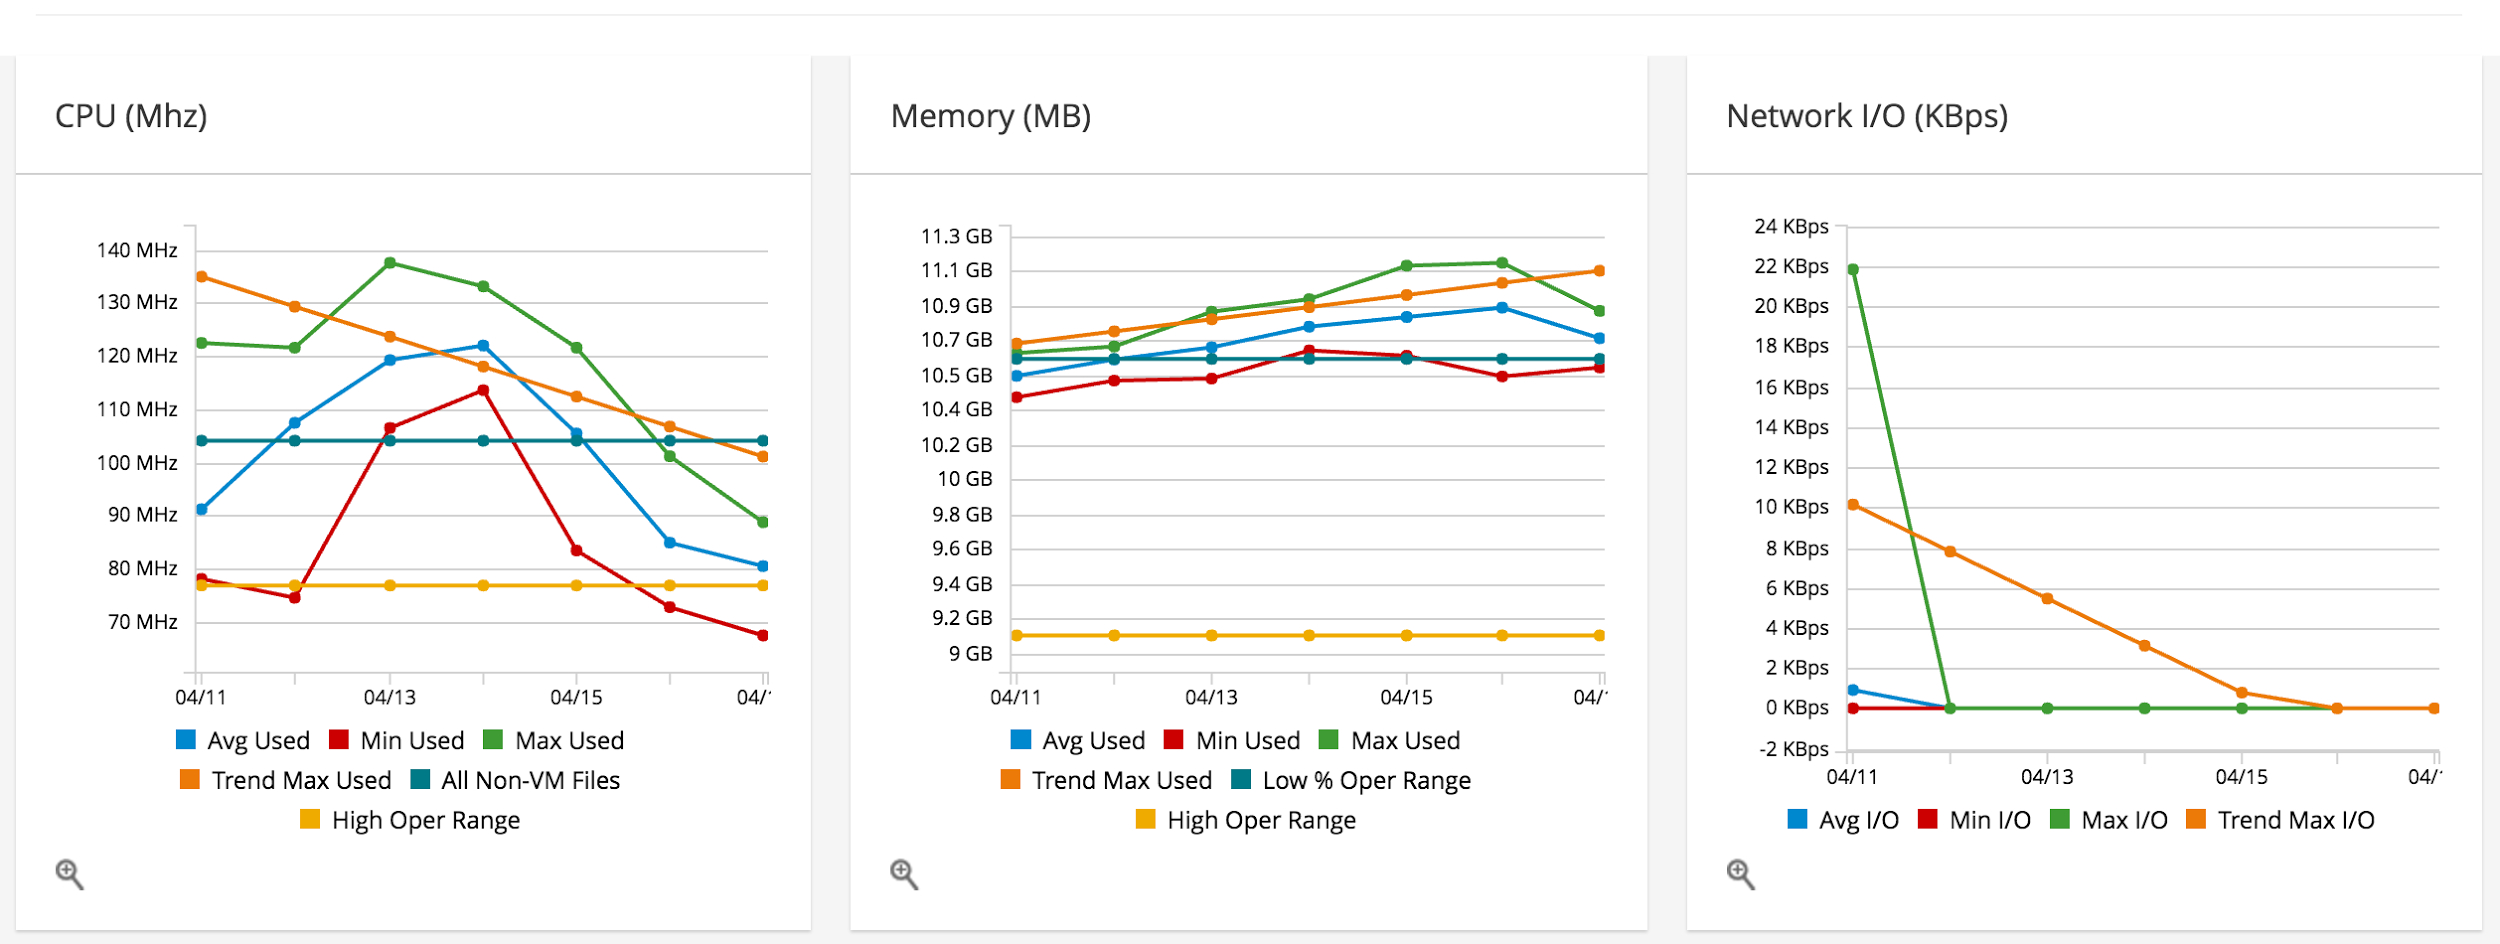 CPU (Mhz)
140 MHz
130 MHz
120 MHz
110 MHz
100 MHz
90 MHz
80 MHz
70 MHz
04/11 04/13 04/15 04/
Avg Used Min Used Max Used
Trend Max Used All Non-VM Files
High Oper Range
Memory (MB)
11.3 GB
11.1 GB
10.9 GB
10.7 GB
10.5 GB
10.4 GB
10.2 GB
10 GB
9.8 GB
9.6 GB
9.4 GB
9.2 GB
9 GB
04/11 04/13 04/15 04/
Avg Used Min Used Max Used
Trend Max Used Low % Oper Range
High Oper Range
Network I/O (KBps)
24 KBps
22 KBps
20 KBps
18 KBps
16 KBps
14 KBps
12 KBps
10 KBps
8 KBps
6 KBps
4 KBps
2 KBps
0 KBps
-2 KBps
04/11 04/13 04/15 04/
Avg I/O Min I/O Max I/O Trend Max I/O